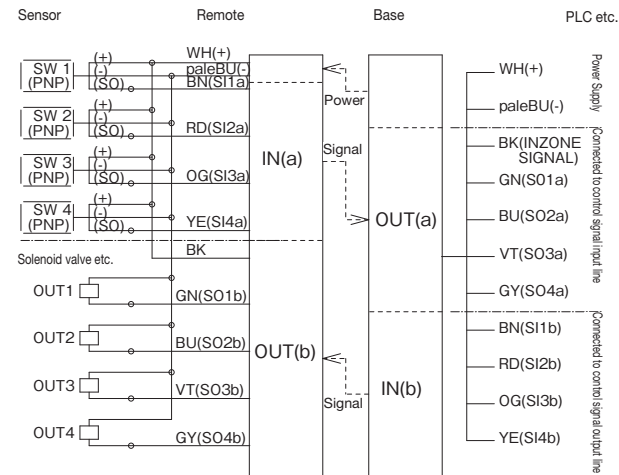 Sensor
Remote
Base
PLC etc.
SW 1
(PNP)
(+)
(-)
(SO)
WH(+)
paleBU(-)
BN(SI1a)
SW 2
(PNP)
(+)
(-)
(SO)
RD(SI2a)
SW 3
(PNP)
(+)
(-)
(SO)
OG(SI3a)
SW 4
(PNP)
(+)
(-)
(SO)
YE(SI4a)
BK
Solenoid valve etc.
OUT1
GN(SO1b)
OUT2
BU(SO2b)
OUT3
VT(SO3b)
OUT4
GY(SO4b)
IN(a)
OUT(b)
Power
Signal
Signal
OUT(a)
IN(b)
WH(+)
paleBU(-)
BK(INZONE
SIGNAL)
GN(S01a)
BU(SO2a)
VT(SO3a)
GY(SO4a)
BN(SI1b)
RD(SI2b)
OG(SI3b)
YE(SI4b)
Power Supply
Connected to control signal input line
Connected to control signal output line